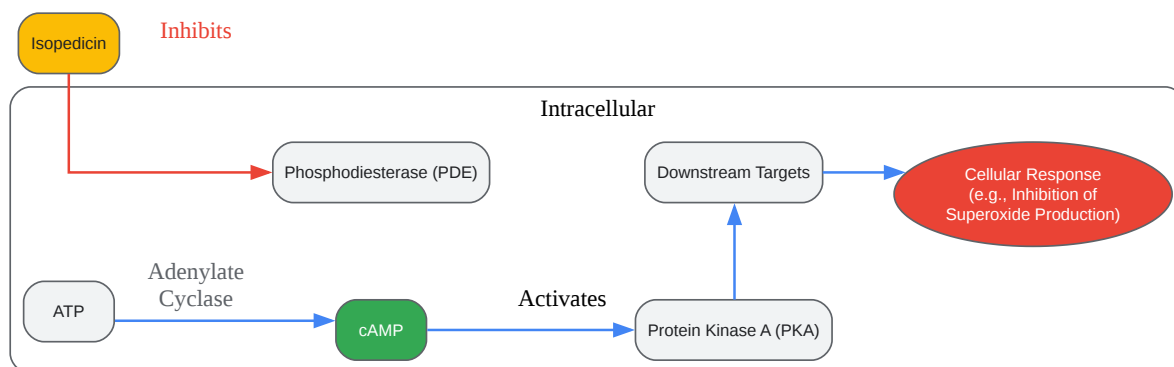 Isopedicin
Inhibits
Intracellular
Phosphodiesterase (PDE)
Downstream Targets
Cellular Response
(e.g., Inhibition of
Superoxide Production)
Adenylate
Cyclase
ATP
Activates
cAMP
Protein Kinase A (PKA)